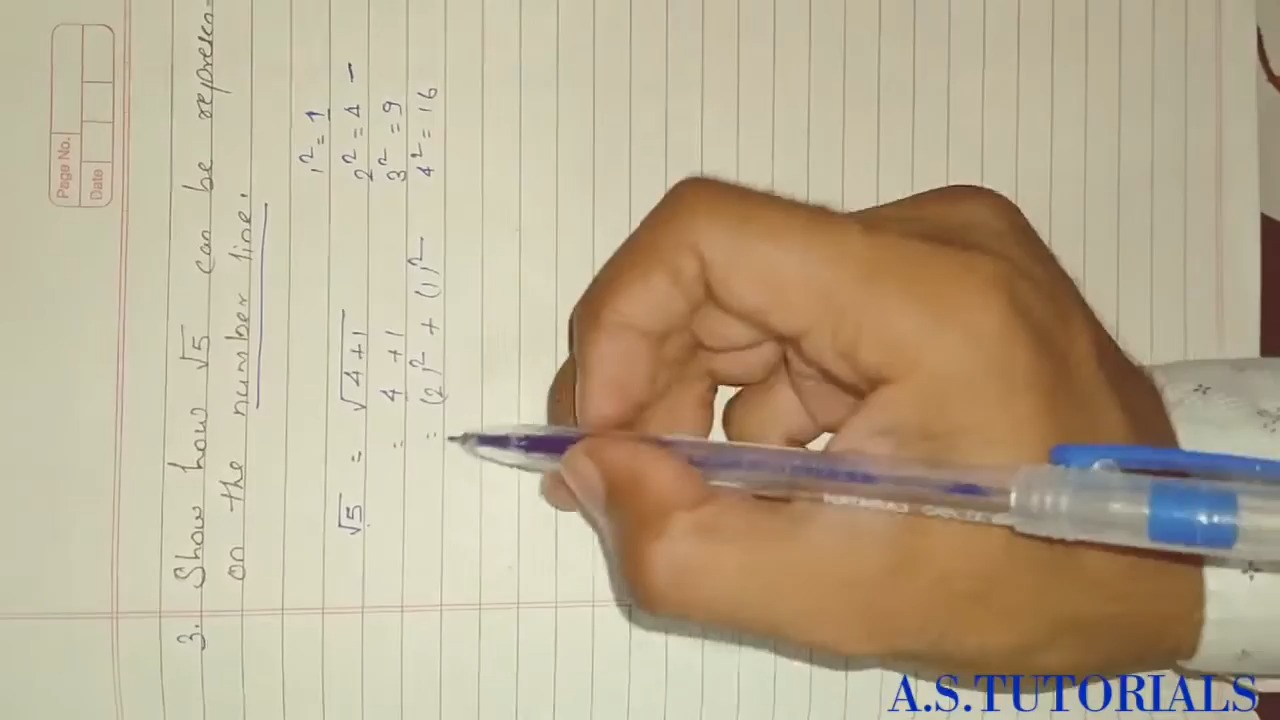 Page No.
Date
3. Show how √5 can be represen-
on the number line.
1² = 1
√5 = √4+1 2² = 4 -
= 4 + 1 3² = 9
= (2)² + (1)² 4² = 16
A.S.TUTORIALS